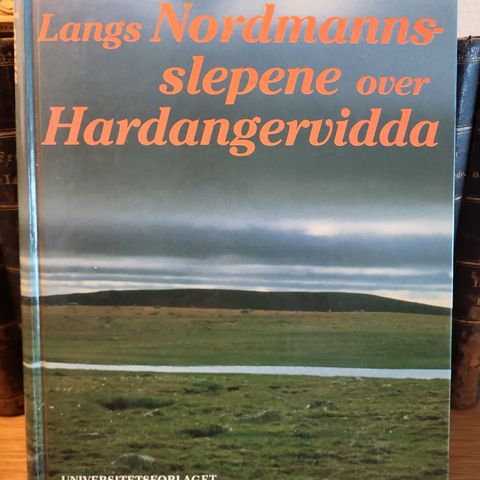 Langs Nordmanns-
slepene over
Hardangervidda
UNIVERSITETSFORLAGET